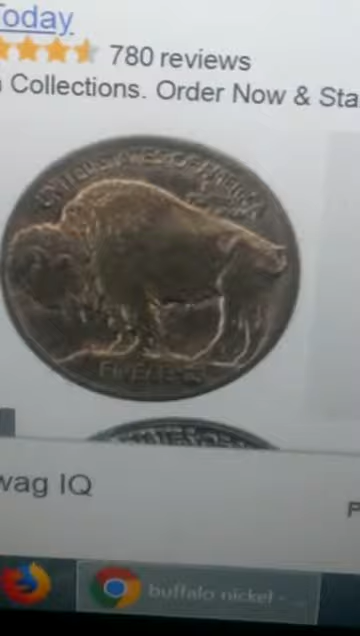 Today
780 reviews
Collections. Order Now & Sta
UNITED STATES OF AMERICA
FIVE CENTS
wag IQ
buffalo nickel - ...